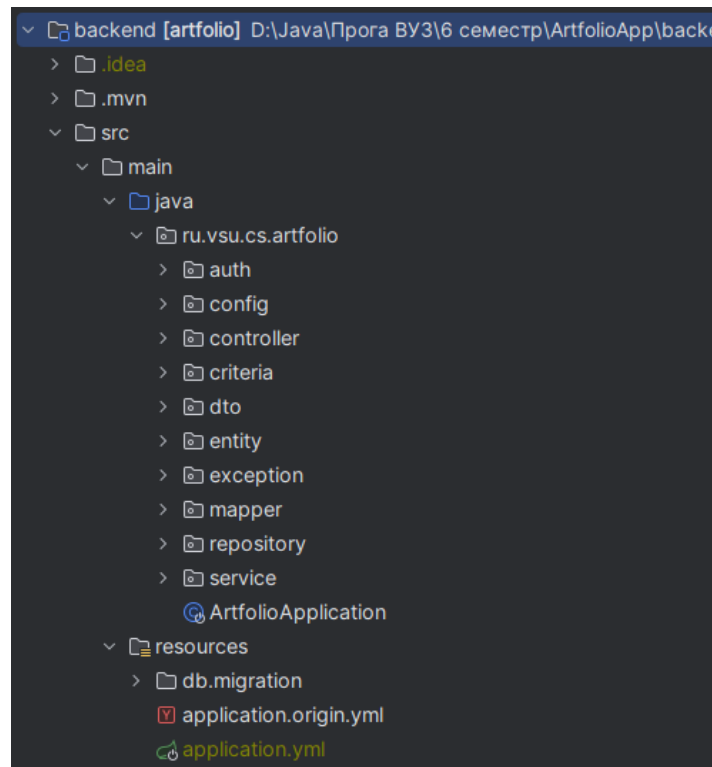 backend [artfolio] D:\Java\Прога ВУЗ\6 семестр\ArtfolioApp\backe
.idea
.mvn
src
main
java
ru.vsu.cs.artfolio
auth
config
controller
criteria
dto
entity
exception
mapper
repository
service
ArtfolioApplication
resources
db.migration
application.origin.yml
application.yml